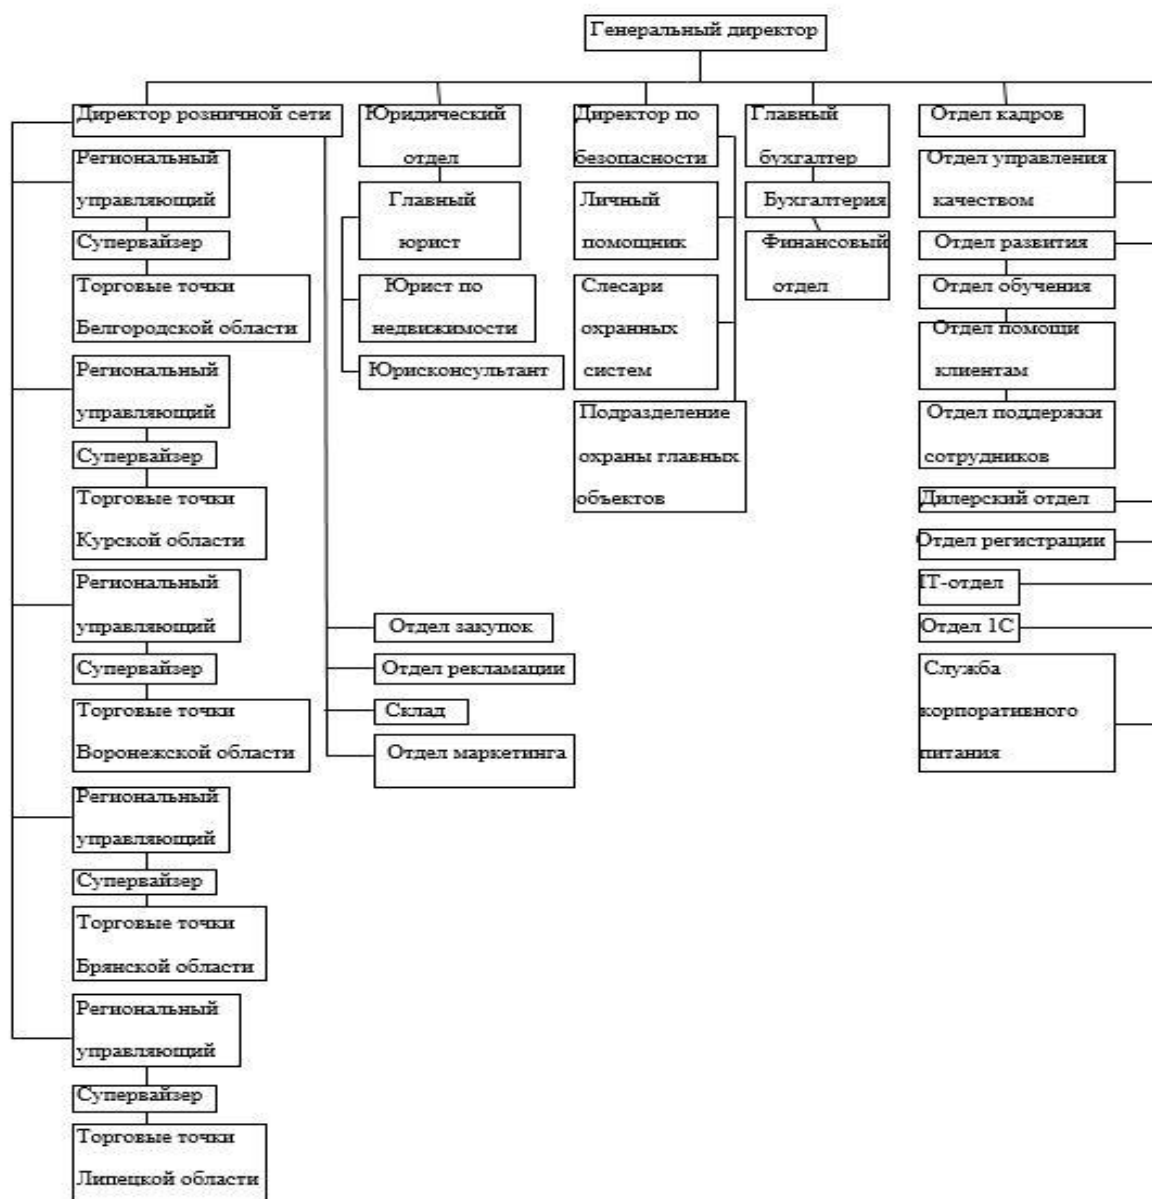 Генеральный директор
Директор розничной сети
Региональный
управляющий
Супервайзер
Торговые точки
Белгородской области
Региональный
управляющий
Супервайзер
Торговые точки
Курской области
Региональный
управляющий
Супервайзер
Торговые точки
Воронежской области
Региональный
управляющий
Супервайзер
Торговые точки
Брянской области
Региональный
управляющий
Супервайзер
Торговые точки
Липецкой области
Отдел закупок
Отдел рекламации
Склад
Отдел маркетинга
Юридический
отдел
Главный
юрист
Юрист по
недвижимости
Юрисконсультант
Директор по
безопасности
Личный
помощник
Слесари
охранных
систем
Подразделение
охраны главных
объектов
Главный
бухгалтер
Бухгалтерия
Финансовый
отдел
Отдел кадров
Отдел управления
качеством
Отдел развития
Отдел обучения
Отдел помощи
клиентам
Отдел поддержки
сотрудников
Дилерский отдел
Отдел регистрации
IT-отдел
Отдел 1С
Служба
корпоративного
питания